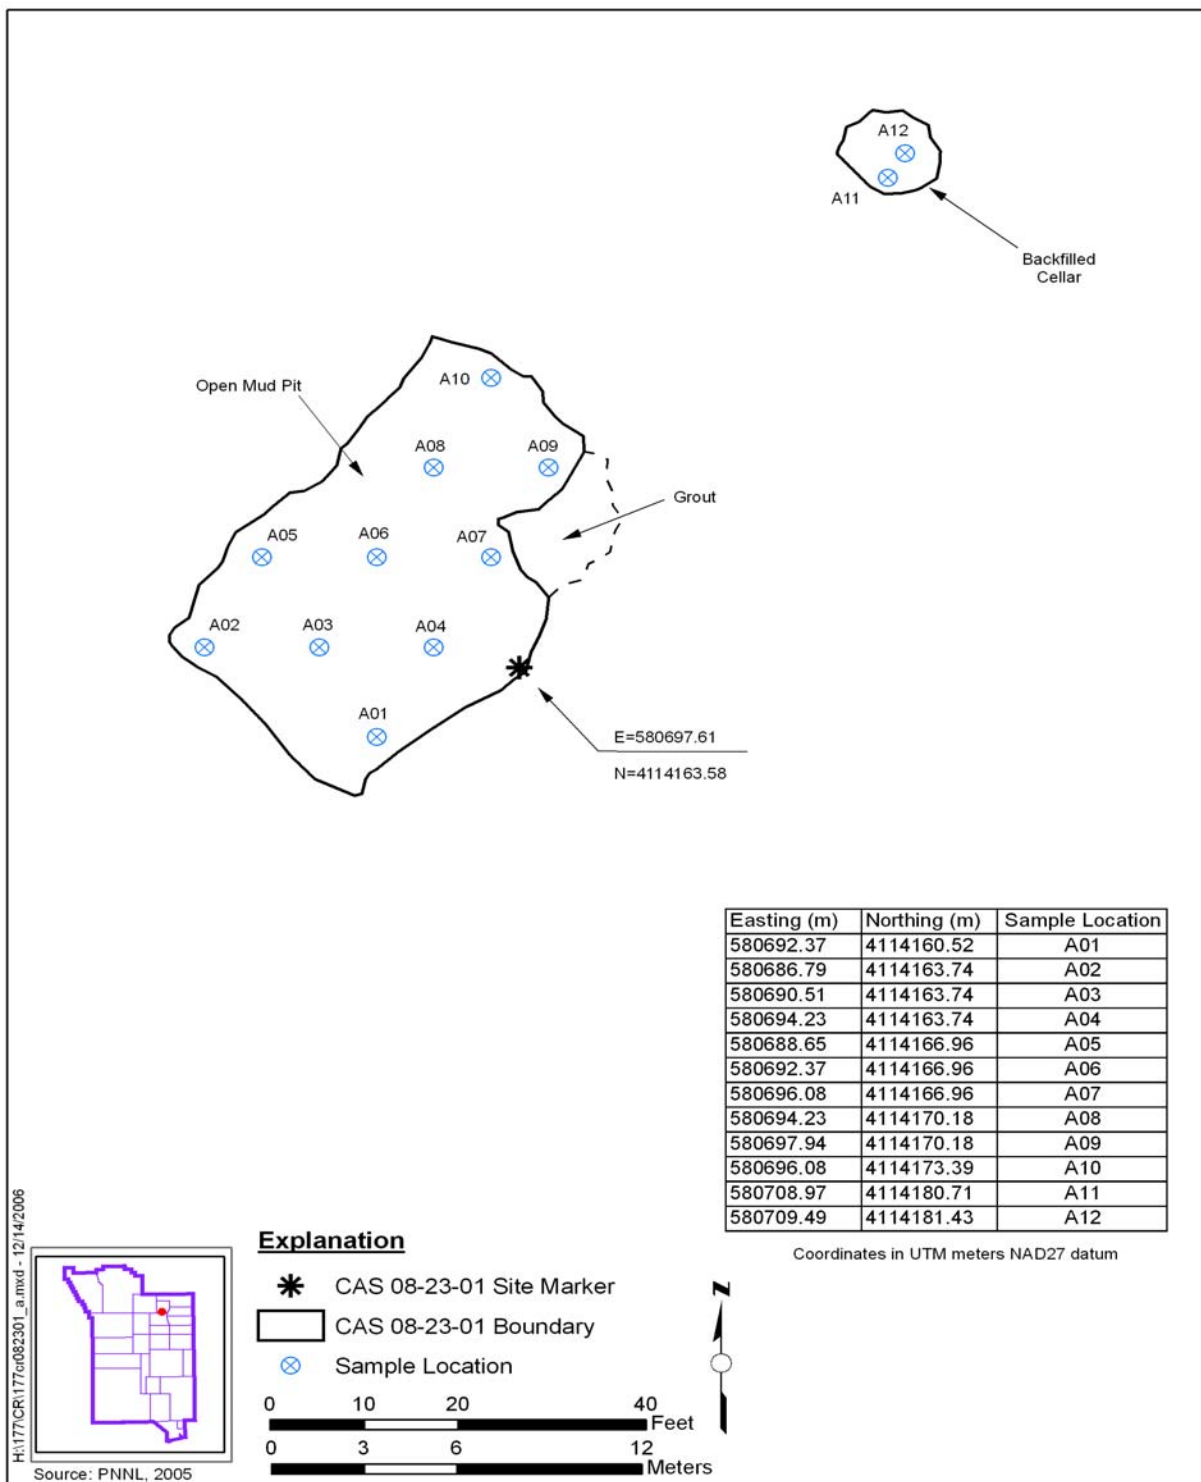 A12
A11
Backfilled
Cellar
A10
Open Mud Pit
A08
A09
Grout
A05
A06
A07
A02
A03
A04
A01
E=580697.61
N=4114163.58
Easting (m) Northing (m) Sample Location
580692.37 4114160.52 A01
580686.79 4114163.74 A02
580690.51 4114163.74 A03
580694.23 4114163.74 A04
580688.65 4114166.96 A05
580692.37 4114166.96 A06
580696.08 4114166.96 A07
580694.23 4114170.18 A08
580697.94 4114170.18 A09
580696.08 4114173.39 A10
580708.97 4114180.71 A11
580709.49 4114181.43 A12
Coordinates in UTM meters NAD27 datum
H:\177\CR\177cr082301_a.mxd - 12/14/2006
Source: PNNL, 2005
Explanation
CAS 08-23-01 Site Marker
CAS 08-23-01 Boundary
Sample Location
0 10 20 40
Feet
0 3 6 12
Meters
N